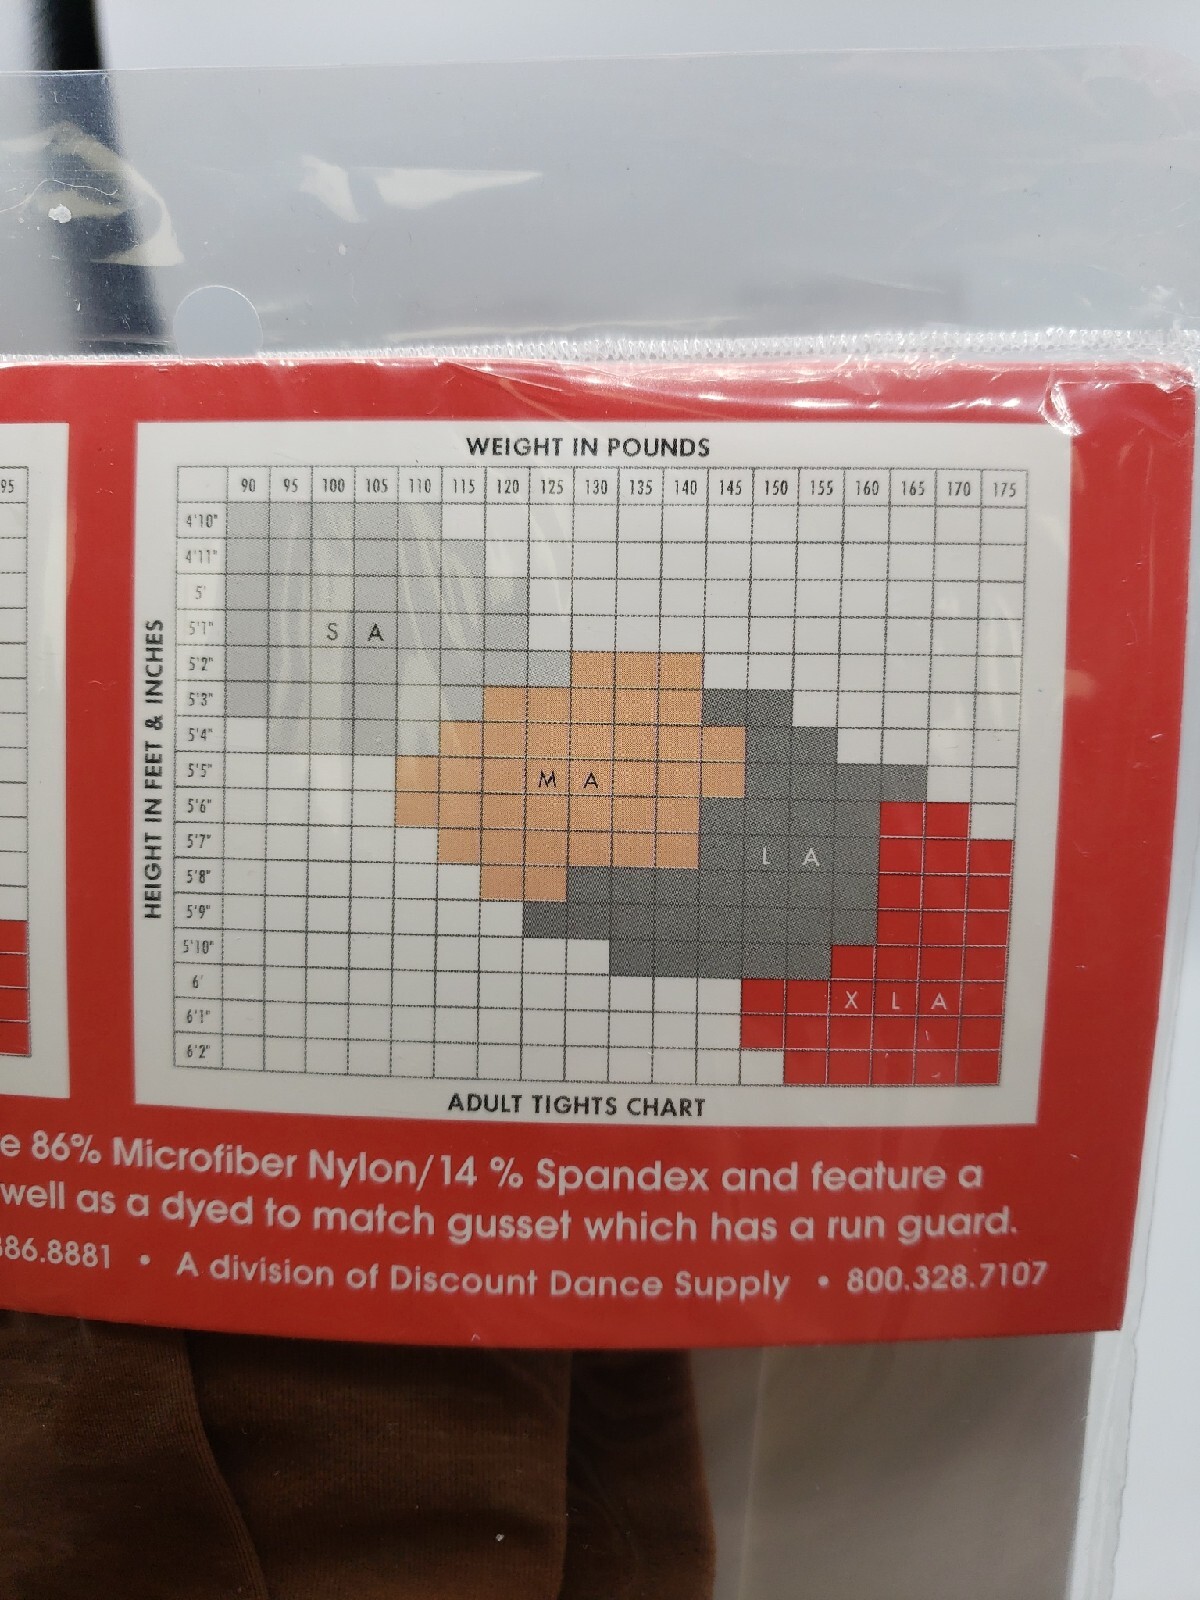 WEIGHT IN POUNDS
95
90 95 100 105 110 115 120 125 130 135 140 145 150 155 160 165 170 175
HEIGHT IN FEET & INCHES
4'10"
4'11"
5'
5'1"
S A
5'2"
5'3"
5'4"
5'5"
M A
5'6"
5'7"
L A
5'8"
5'9"
5'10"
6'
X L A
6'1"
6'2"
ADULT TIGHTS CHART
e 86% Microfiber Nylon/14 % Spandex and feature a
well as a dyed to match gusset which has a run guard.
86.8881 • A division of Discount Dance Supply • 800.328.7107